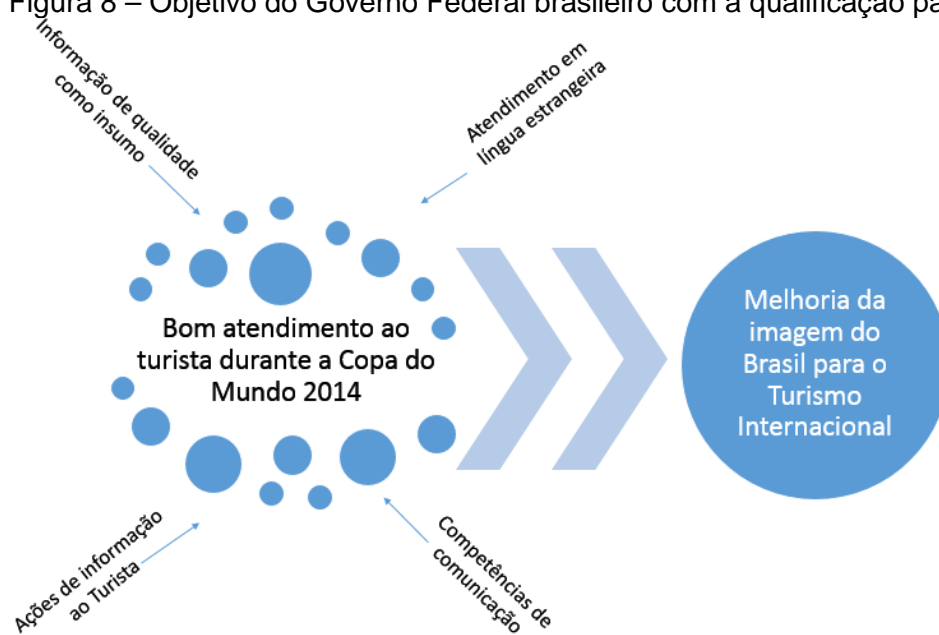 Figura 8 – Objetivo do Governo Federal brasileiro com a qualificação pa
Informação de qualidade
como insumo
Atendimento em
língua estrangeira
Bom atendimento ao
turista durante a Copa do
Mundo 2014
Melhoria da
imagem do
Brasil para o
Turismo
Internacional
Ações de informação
ao Turista
Competências de
comunicação